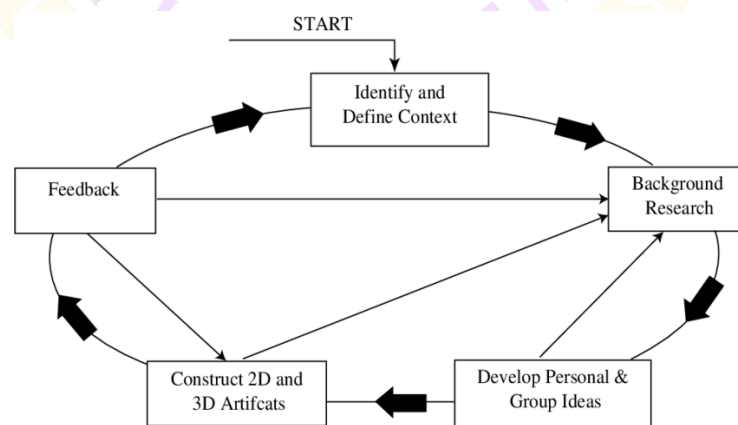 START
Identify and
Define Context
Feedback
Background
Research
Construct 2D and
3D Artifcats
Develop Personal &
Group Ideas